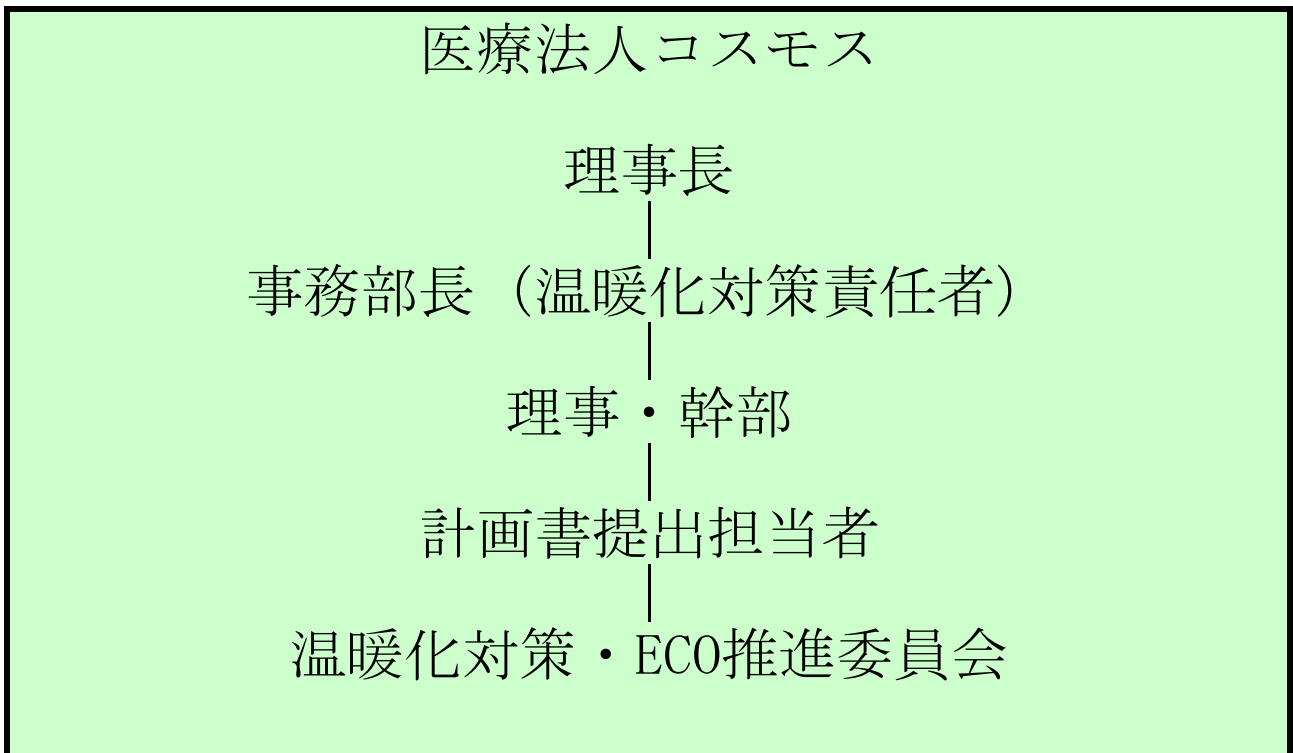 医療法人コスモス
理事長
事務部長（温暖化対策責任者）
理事・幹部
計画書提出担当者
温暖化対策・ECO推進委員会